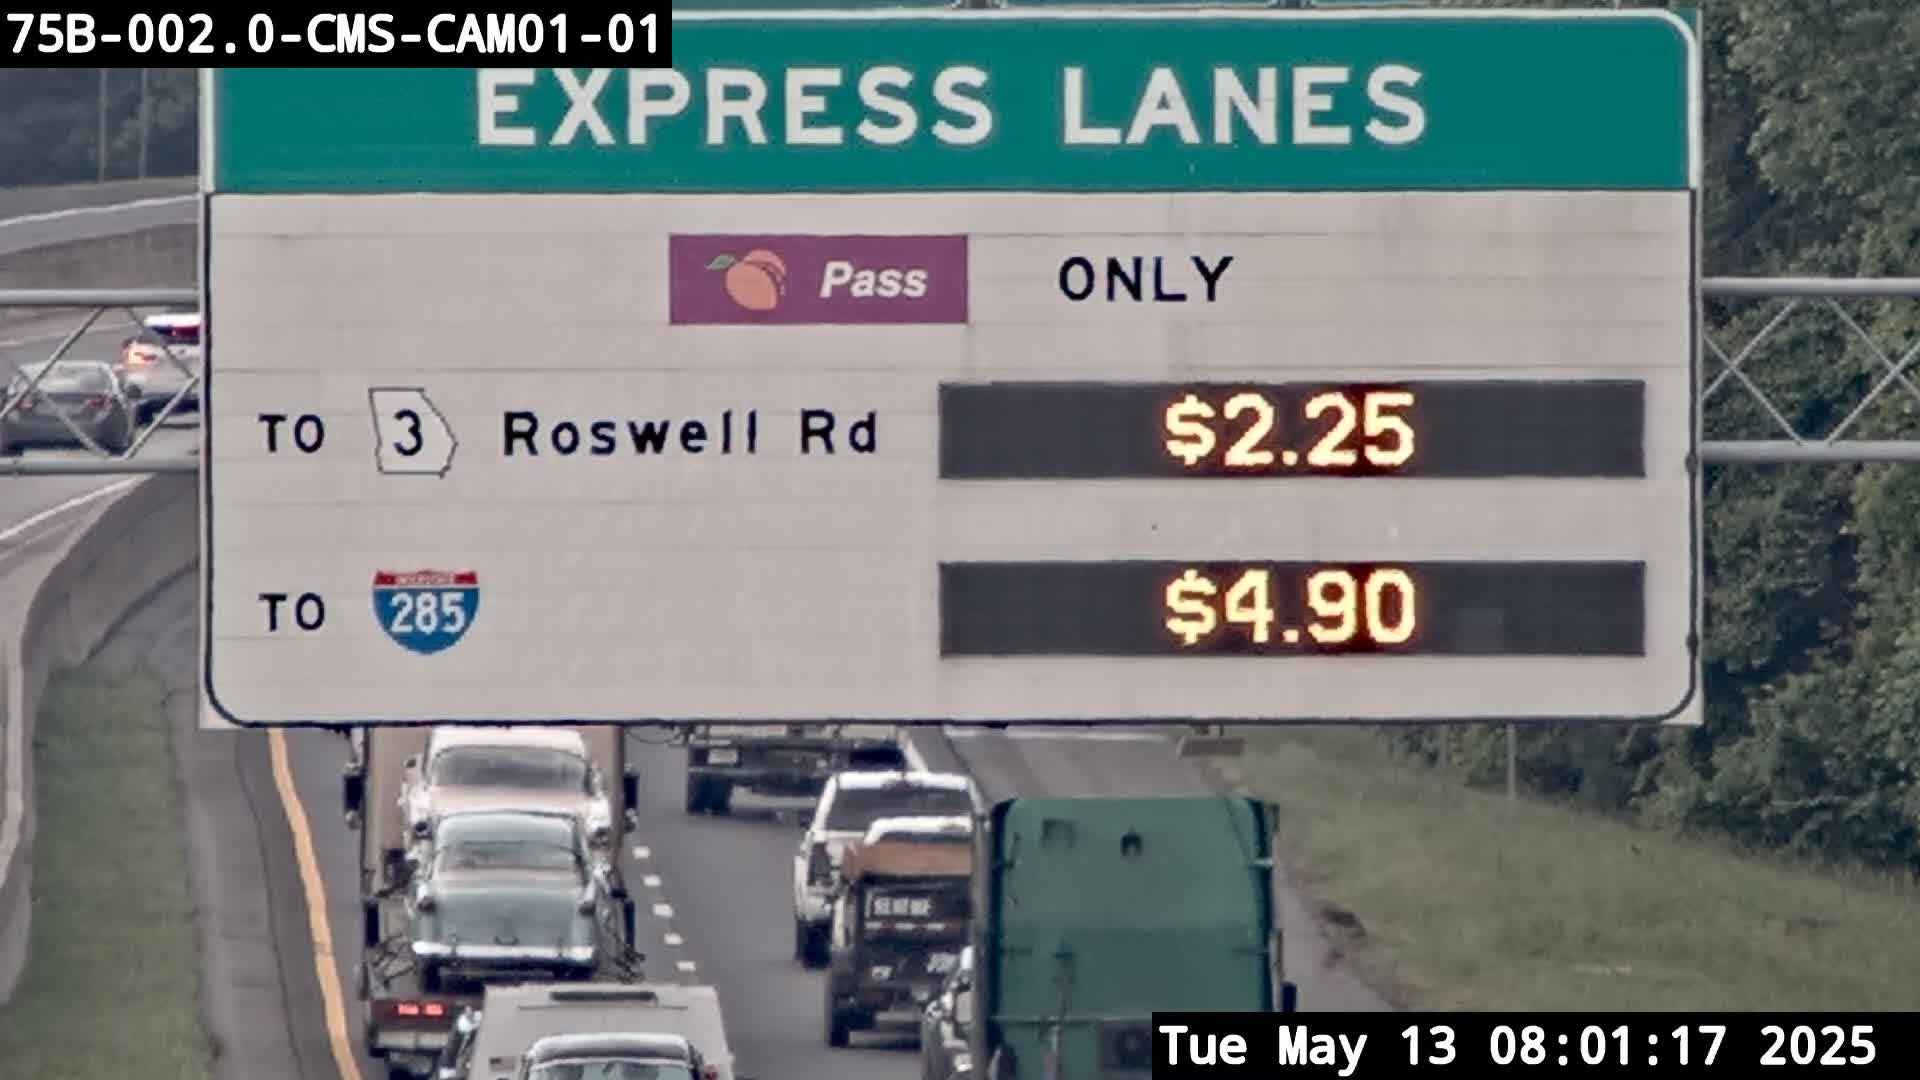 75B-002.0-CMS-CAM01-01
EXPRESS LANES
Pass ONLY
TO 3 Roswell Rd $2.25
TO INTERSTATE 285 $4.90
Tue May 13 08:01:17 2025